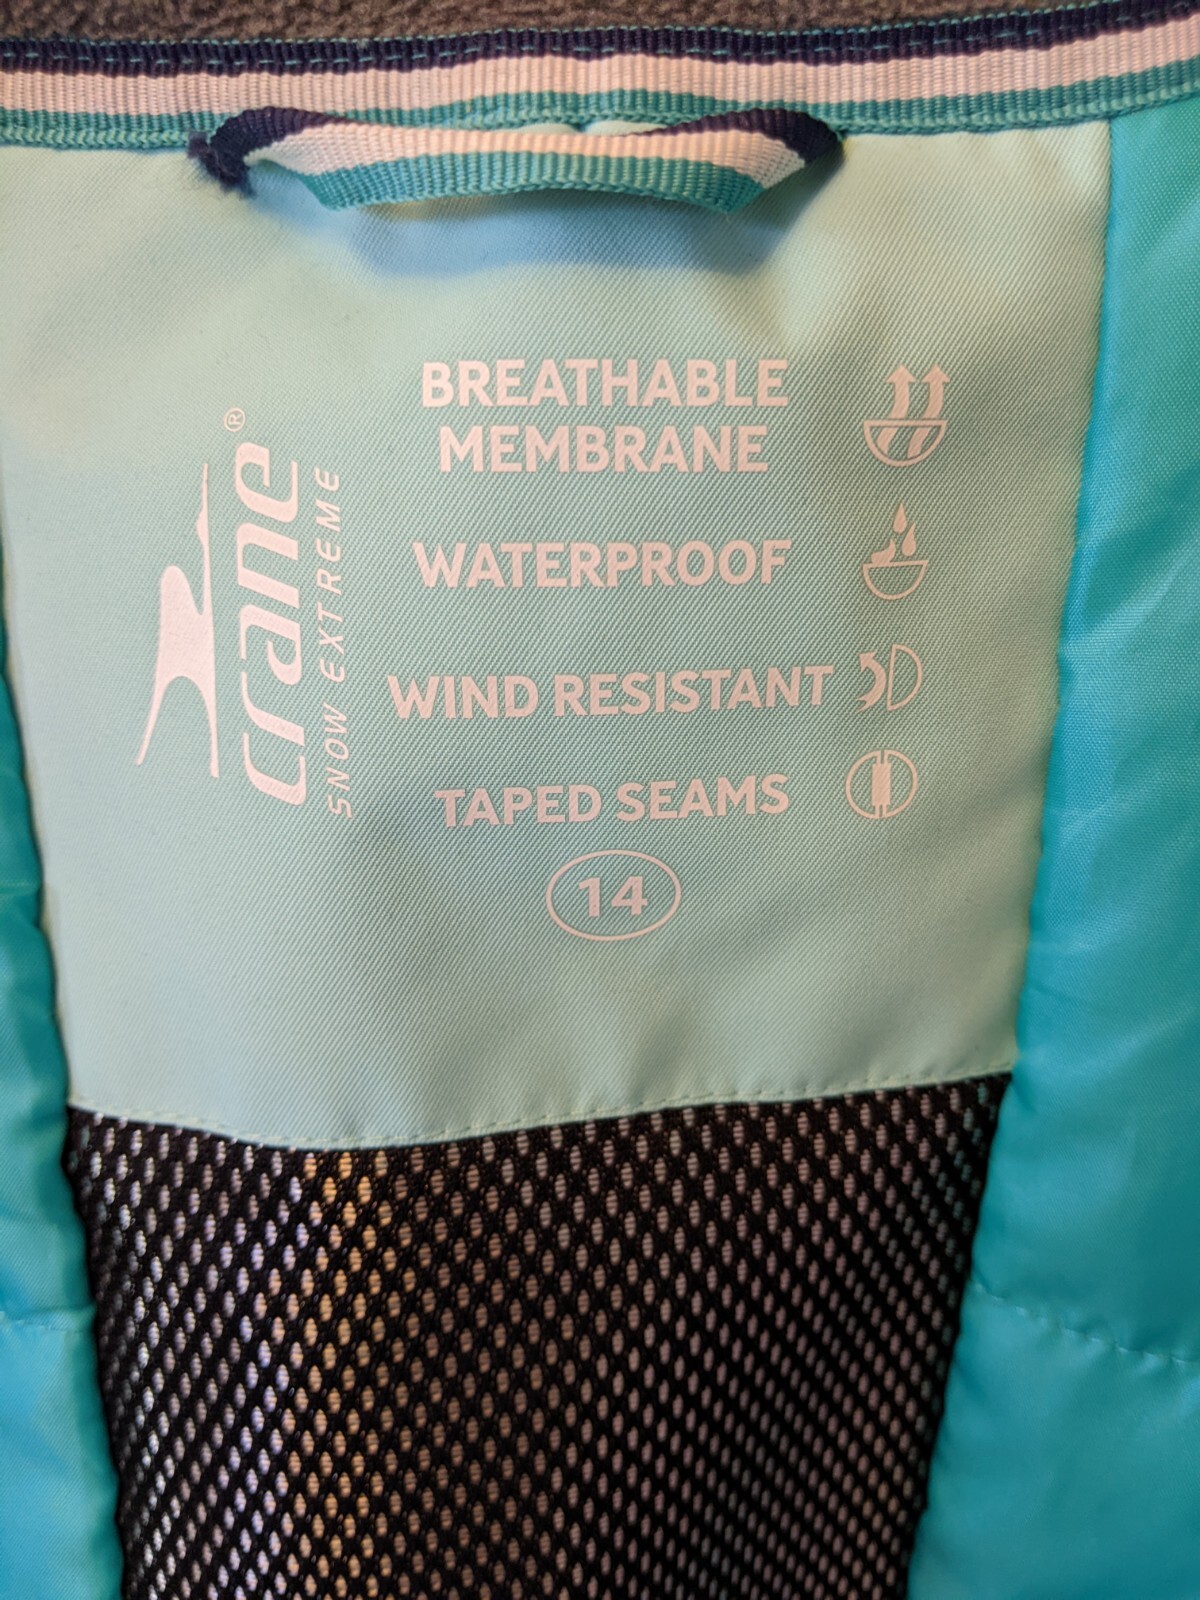 BREATHABLE
MEMBRANE
WATERPROOF
WIND RESISTANT
TAPED SEAMS
14
crane®
SNOW EXTREME